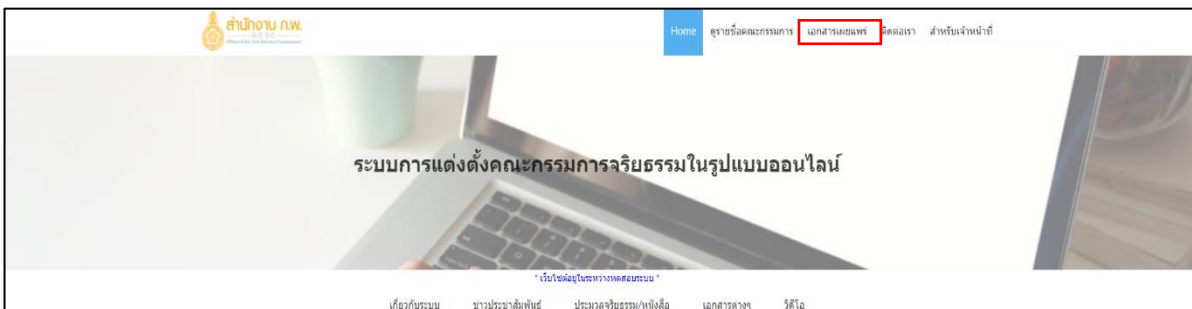 สำนักงาน ก.พ.
OCSC
Office of the Civil Service Commission
Home ดูรายชื่อคณะกรรมการ เอกสารเผยแพร่ ติดต่อเรา สำหรับเจ้าหน้าที่
ระบบการแต่งตั้งคณะกรรมการจริยธรรมในรูปแบบออนไลน์
* เว็บไซต์อยู่ในระหว่างทดสอบระบบ *
เกี่ยวกับระบบ ข่าวประชาสัมพันธ์ ประมวลจริยธรรม/หนังสือ เอกสารต่างๆ วิดีโอ